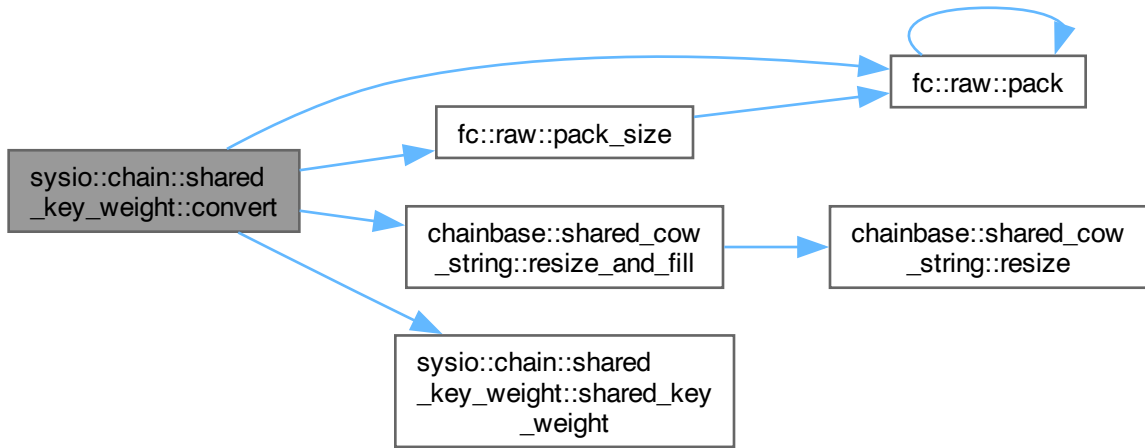 fc::raw::pack
fc::raw::pack_size
sysio::chain::shared
_key_weight::convert
chainbase::shared_cow
_string::resize_and_fill
chainbase::shared_cow
_string::resize
sysio::chain::shared
_key_weight::shared_key
_weight